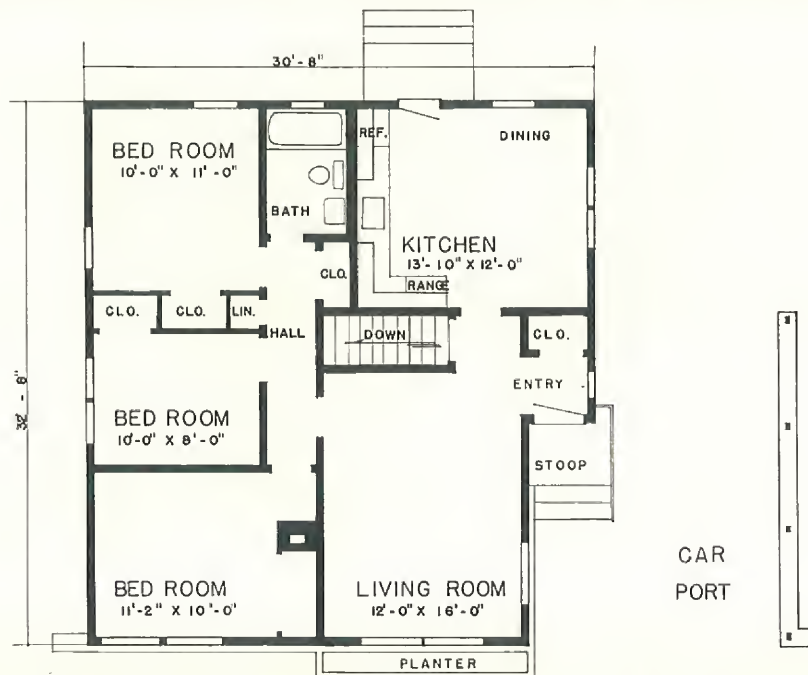 30'-8"
32'-8"
BED ROOM
10'-0" X 11'-0"
BATH
REF.
DINING
KITCHEN
13'-10" X 12'-0"
RANGE
CLO.
CLO.
CLO.
LIN.
HALL
DOWN
CLO.
ENTRY
BED ROOM
10'-0" X 8'-0"
STOOP
BED ROOM
11'-2" X 10'-0"
LIVING ROOM
12'-0" X 16'-0"
CAR
PORT
PLANTER